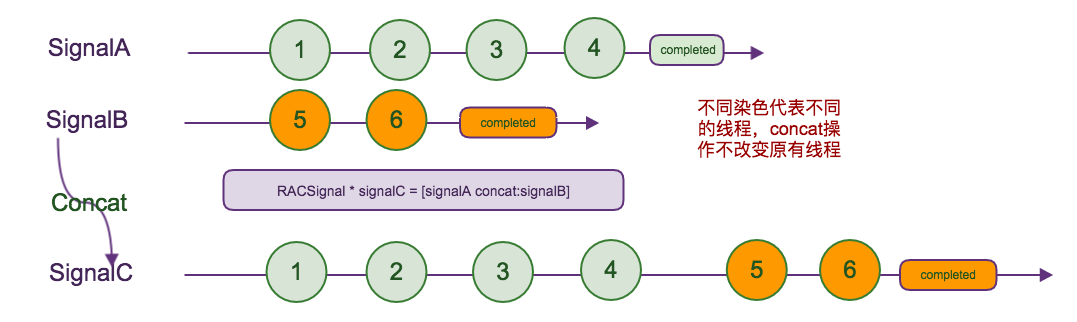 SignalA
1 2 3 4 completed
SignalB
5 6 completed
不同染色代表不同
的线程，concat操
作不改变原有线程
RACSignal * signalC = [signalA concat:signalB]
Concat
SignalC
1 2 3 4 5 6 completed